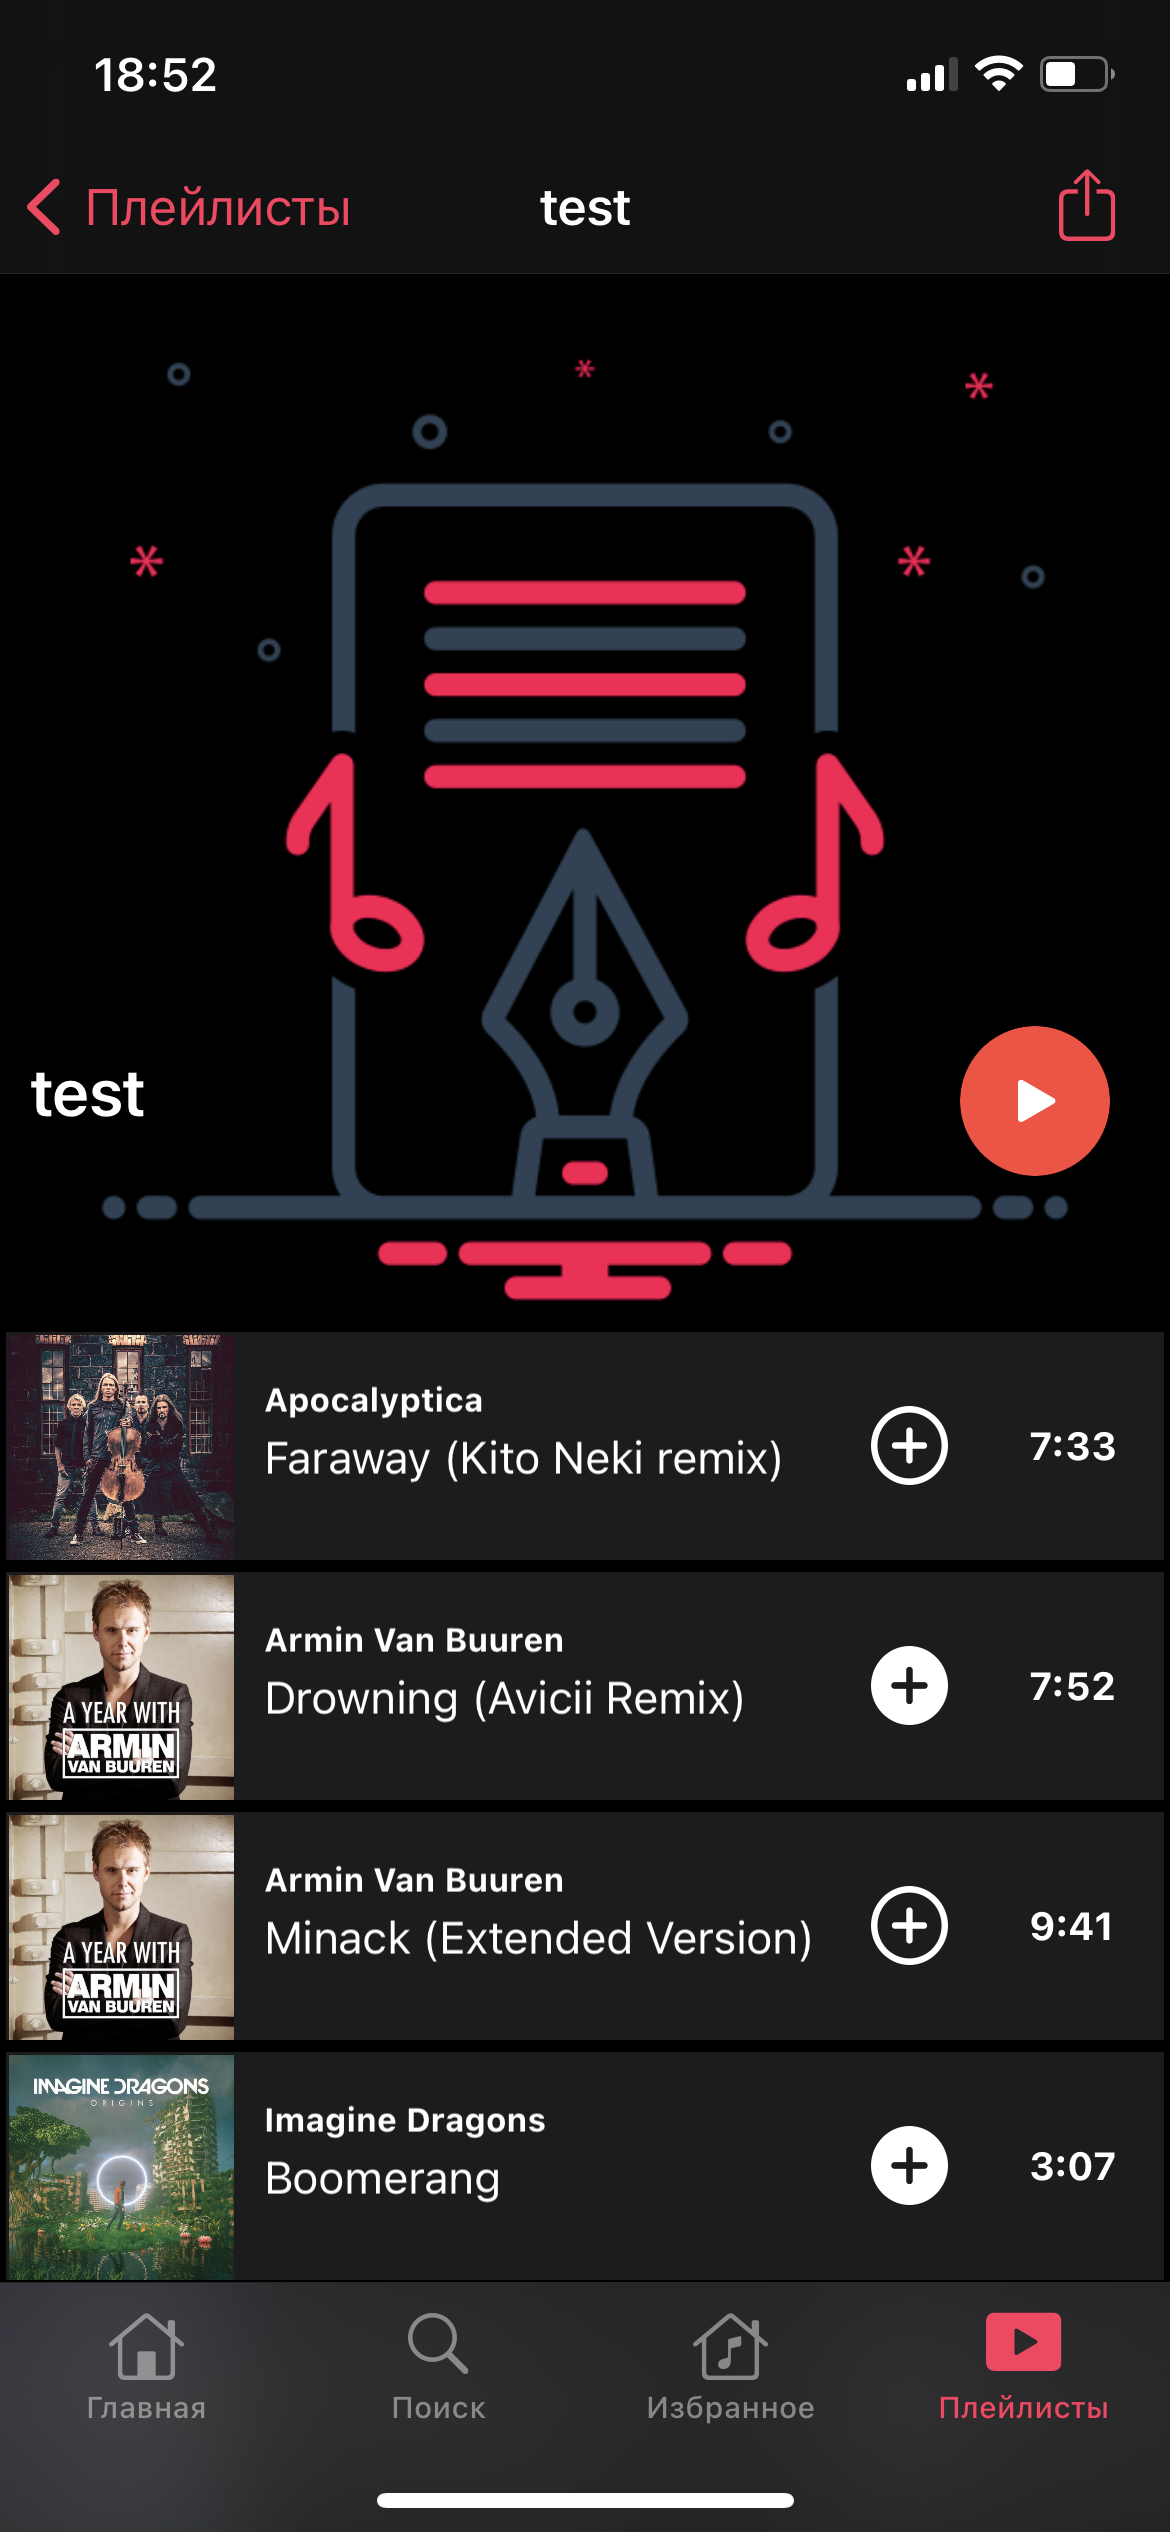 18:52
Плейлисты
test
test
Apocalyptica
Faraway (Kito Neki remix)
7:33
A YEAR WITH
ARMIN
VAN BUUREN
Armin Van Buuren
Drowning (Avicii Remix)
7:52
A YEAR WITH
ARMIN
VAN BUUREN
Armin Van Buuren
Minack (Extended Version)
9:41
IMAGINE DRAGONS
ORIGINS
Imagine Dragons
Boomerang
3:07
Главная
Поиск
Избранное
Плейлисты